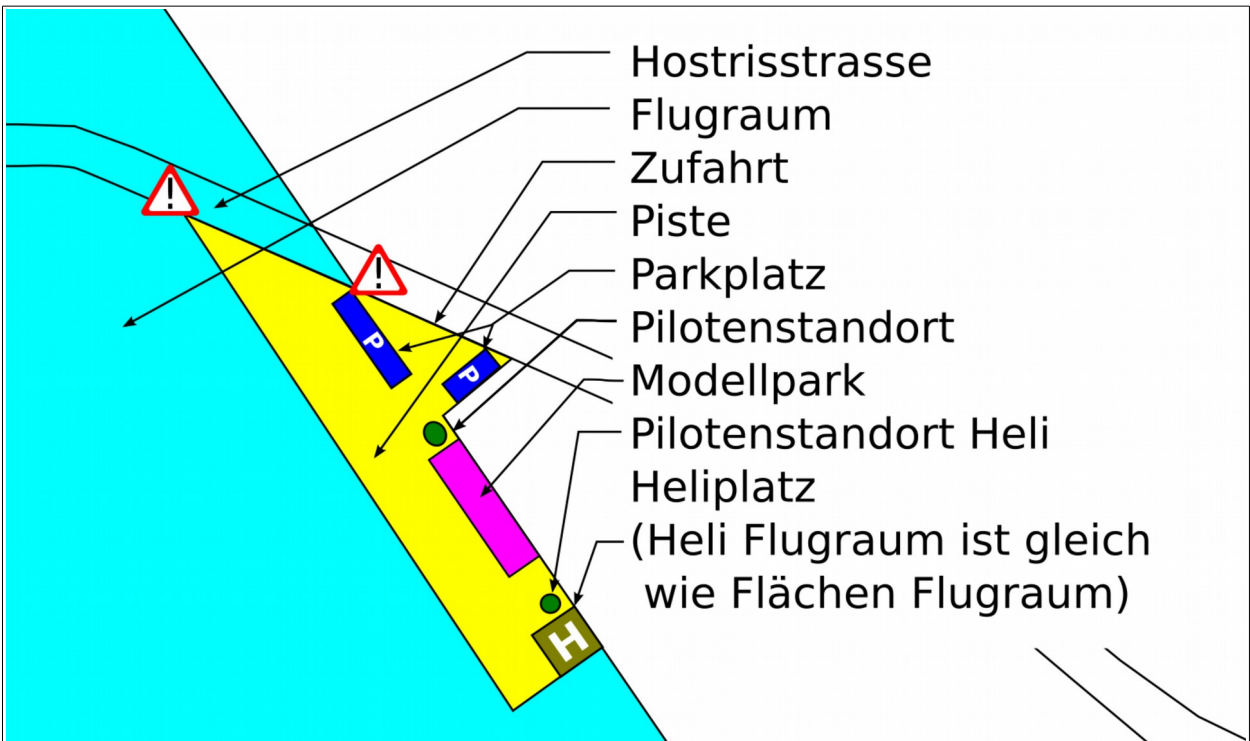 Hostrisstrasse
Flugraum
Zufahrt
Piste
Parkplatz
Pilotenstandort
Modellpark
Pilotenstandort Heli
Heliplatz
(Heli Flugraum ist gleich
wie Flächen Flugraum)
!
!
P
P
H